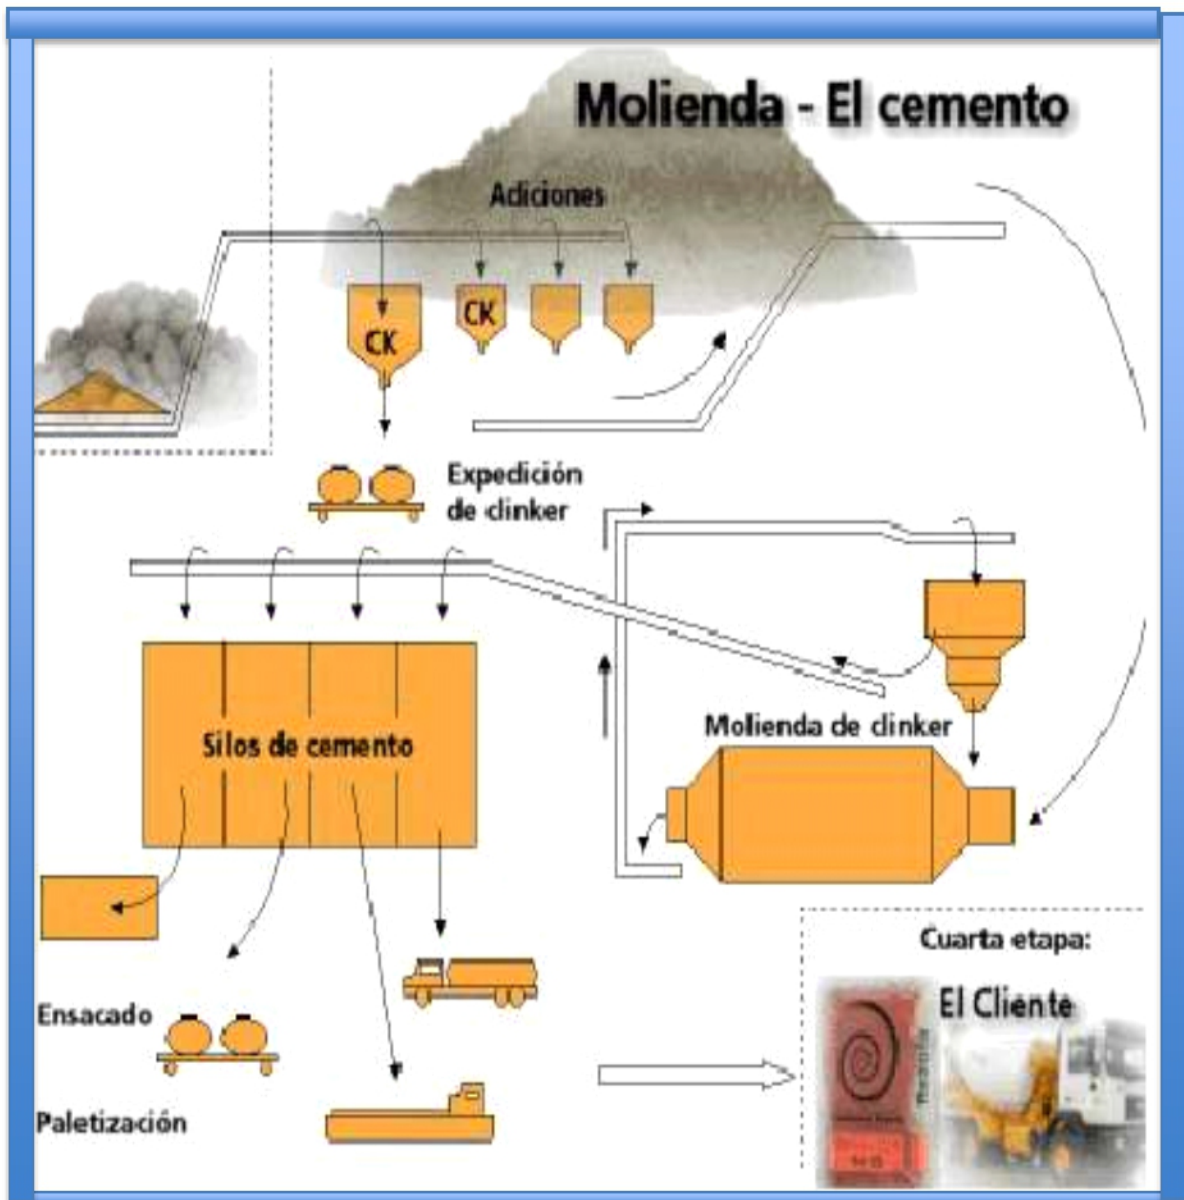 Molienda - El cemento
Adiciones
CK
CK
Expedición
de clinker
Molienda de clinker
Silos de cemento
Cuarta etapa:
El Cliente
Ensacado
Paletización